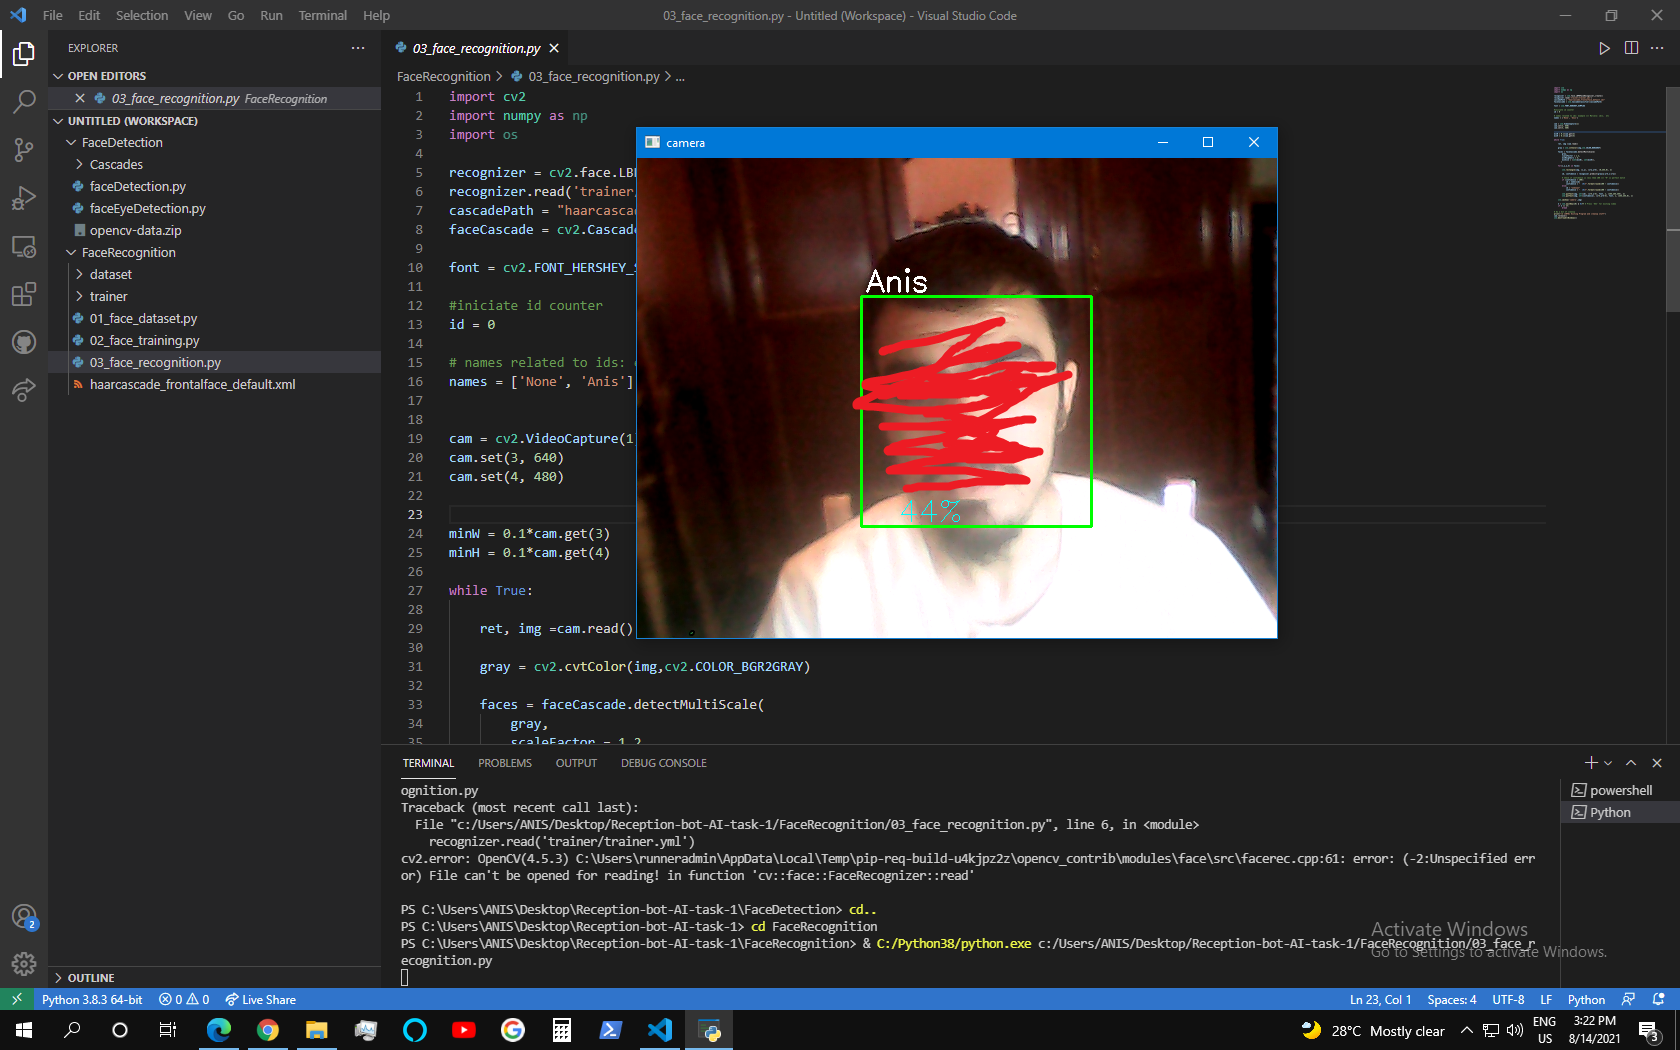 File Edit Selection View Go Run Terminal Help
03_face_recognition.py - Untitled (Workspace) - Visual Studio Code
EXPLORER
OPEN EDITORS
03_face_recognition.py FaceRecognition
UNTITLED (WORKSPACE)
FaceDetection
Cascades
faceDetection.py
faceEyeDetection.py
opencv-data.zip
FaceRecognition
dataset
trainer
01_face_dataset.py
02_face_training.py
03_face_recognition.py
haarcascade_frontalface_default.xml
OUTLINE
03_face_recognition.py
FaceRecognition > 03_face_recognition.py > ...
1 import cv2
2 import numpy as np
3 import os
4
5 recognizer = cv2.face.LB
6 recognizer.read('trainer
7 cascadePath = "haarcasca
8 faceCascade = cv2.Cascad
9
10 font = cv2.FONT_HERSHEY_
11
12 #iniciate id counter
13 id = 0
14
15 # names related to ids:
16 names = ['None', 'Anis']
17
18
19 cam = cv2.VideoCapture(1
20 cam.set(3, 640)
21 cam.set(4, 480)
22
23
24 minW = 0.1*cam.get(3)
25 minH = 0.1*cam.get(4)
26
27 while True:
28
29 ret, img =cam.read()
30
31 gray = cv2.cvtColor(img,cv2.COLOR_BGR2GRAY)
32
33 faces = faceCascade.detectMultiScale(
34 gray,
35 scaleFactor = 1.2
camera
Anis
44%
TERMINAL PROBLEMS OUTPUT DEBUG CONSOLE
powershell
Python
ognition.py
Traceback (most recent call last):
File "c:/Users/ANIS/Desktop/Reception-bot-AI-task-1/FaceRecognition/03_face_recognition.py", line 6, in <module>
recognizer.read('trainer/trainer.yml')
cv2.error: OpenCV(4.5.3) C:\Users\runneradmin\AppData\Local\Temp\pip-req-build-u4kjpz2z\opencv_contrib\modules\face\src\facerec.cpp:61: error: (-2:Unspecified err
or) File can't be opened for reading! in function 'cv::face::FaceRecognizer::read'
PS C:\Users\ANIS\Desktop\Reception-bot-AI-task-1\FaceDetection> cd..
PS C:\Users\ANIS\Desktop\Reception-bot-AI-task-1> cd FaceRecognition
PS C:\Users\ANIS\Desktop\Reception-bot-AI-task-1\FaceRecognition> & C:/Python38/python.exe c:/Users/ANIS/Desktop/Reception-bot-AI-task-1/FaceRecognition/03_face_r
ecognition.py
Activate Windows
Go to Settings to activate Windows.
2
Python 3.8.3 64-bit 0 0 Live Share
Ln 23, Col 1 Spaces: 4 UTF-8 LF Python
28°C Mostly clear
ENG
US
3:22 PM
8/14/2021
3